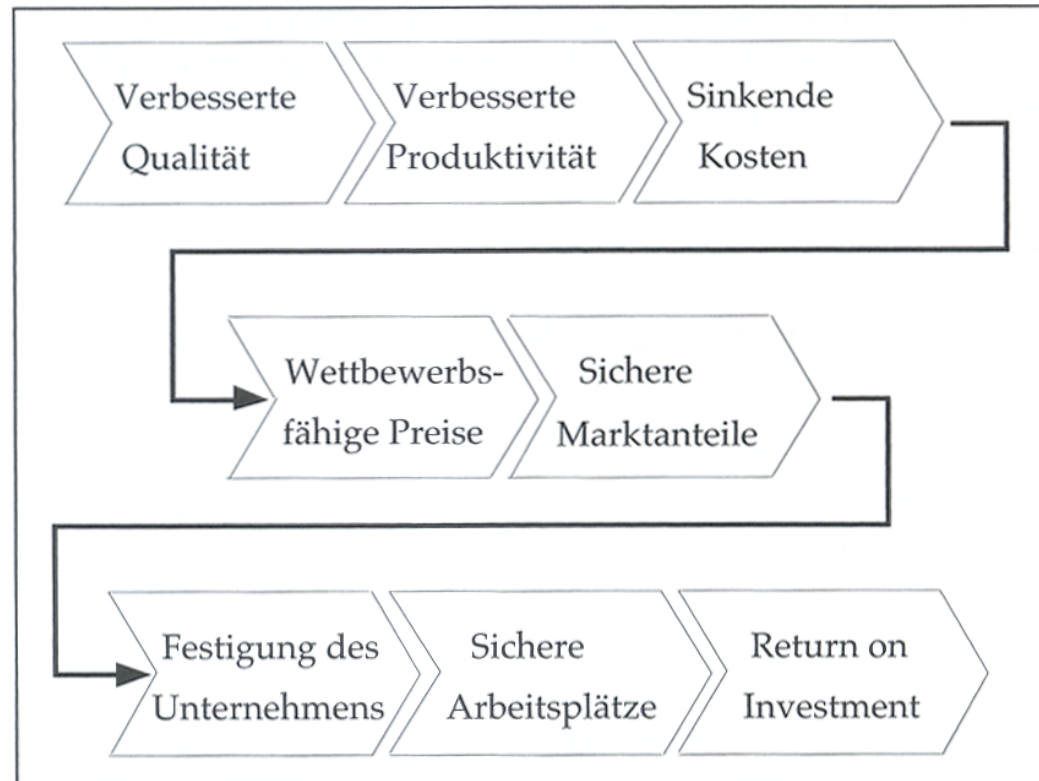 Verbesserte
Qualität
Verbesserte
Produktivität
Sinkende
Kosten
Wettbewerbs-
fähige Preise
Sichere
Marktanteile
Festigung des
Unternehmens
Sichere
Arbeitsplätze
Return on
Investment